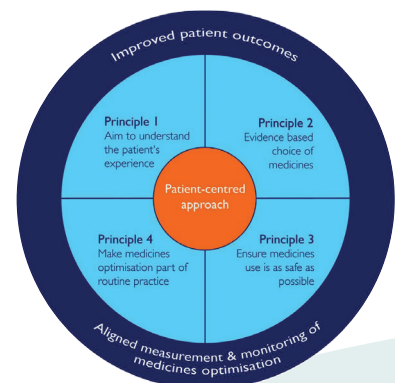 Improved patient outcomes
Principle 1
Aim to understand
the patient's
experience
Principle 2
Evidence based
choice of
medicines
Patient-centred
approach
Principle 4
Make medicines
optimisation part of
routine practice
Principle 3
Ensure medicines
use is as safe as
possible
Aligned measurement & monitoring of
medicines optimisation